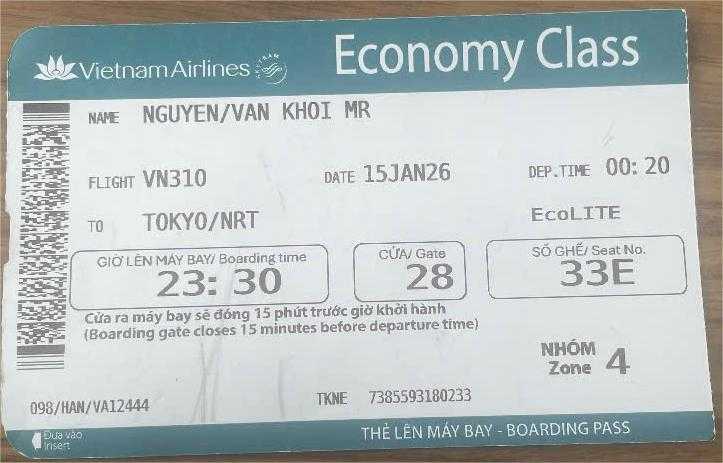 Vietnam Airlines SKYTEAM Economy Class
NAME NGUYEN/VAN KHOI MR
FLIGHT VN310 DATE 15JAN26 DEP.TIME 00:20
TO TOKYO/NRT EcoLITE
GIỜ LÊN MÁY BAY/ Boarding time CỬA/ Gate SỐ GHẾ/ Seat No.
23:30 28 33E
Cửa ra máy bay sẽ đóng 15 phút trước giờ khởi hành
(Boarding gate closes 15 minutes before departure time)
NHÓM
Zone 4
098/HAN/VA12444 TKNE 7385593180233
Đưa vào
Insert
THẺ LÊN MÁY BAY - BOARDING PASS